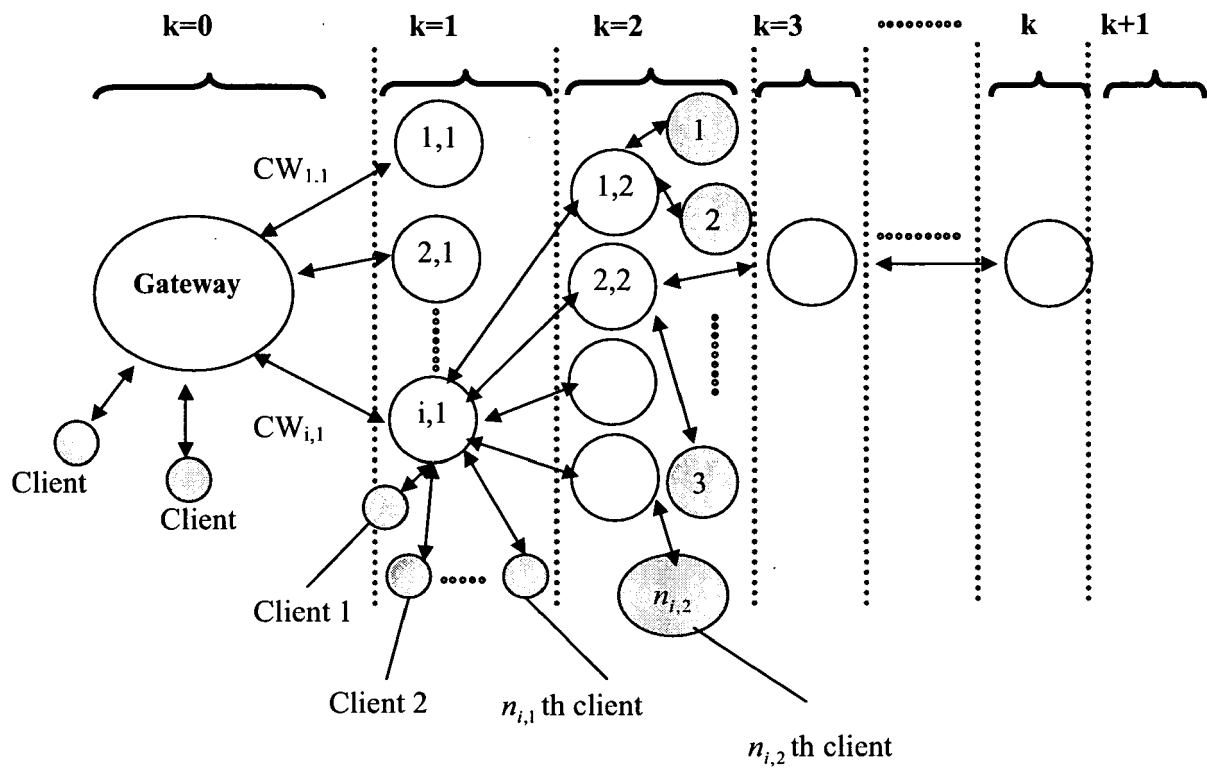 k=0 k=1 k=2 k=3 k k+1
1,1
1
CW1.1
1,2
2
2,1
Gateway
2,2
i,1
CWi,1
Client
3
Client
Client 1
ni,2
Client 2
ni,1 th client
ni,2 th client